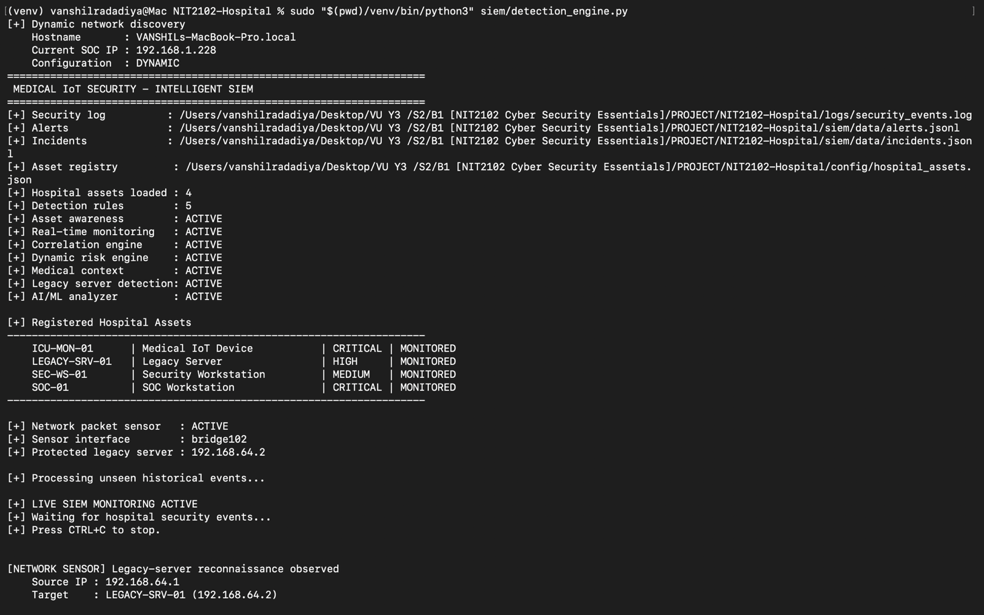 (venv) vanshilradadiya@Mac NIT2102-Hospital % sudo "$(pwd)/venv/bin/python3" siem/detection_engine.py
[+] Dynamic network discovery
    Hostname       : VANSHILs-MacBook-Pro.local
    Current SOC IP : 192.168.1.228
    Configuration  : DYNAMIC
====================================================================
 MEDICAL IoT SECURITY — INTELLIGENT SIEM
====================================================================
[+] Security log          : /Users/vanshilradadiya/Desktop/VU Y3 /S2/B1 [NIT2102 Cyber Security Essentials]/PROJECT/NIT2102-Hospital/logs/security_events.log
[+] Alerts                : /Users/vanshilradadiya/Desktop/VU Y3 /S2/B1 [NIT2102 Cyber Security Essentials]/PROJECT/NIT2102-Hospital/siem/data/alerts.jsonl
[+] Incidents             : /Users/vanshilradadiya/Desktop/VU Y3 /S2/B1 [NIT2102 Cyber Security Essentials]/PROJECT/NIT2102-Hospital/siem/data/incidents.json
l
[+] Asset registry         : /Users/vanshilradadiya/Desktop/VU Y3 /S2/B1 [NIT2102 Cyber Security Essentials]/PROJECT/NIT2102-Hospital/config/hospital_assets.
json
[+] Hospital assets loaded : 4
[+] Detection rules        : 5
[+] Asset awareness        : ACTIVE
[+] Real-time monitoring   : ACTIVE
[+] Correlation engine     : ACTIVE
[+] Dynamic risk engine    : ACTIVE
[+] Medical context        : ACTIVE
[+] Legacy server detection: ACTIVE
[+] AI/ML analyzer         : ACTIVE
[+] Registered Hospital Assets
--------------------------------------------------------------------
    ICU-MON-01      | Medical IoT Device           | CRITICAL | MONITORED
    LEGACY-SRV-01   | Legacy Server                | HIGH     | MONITORED
    SEC-WS-01       | Security Workstation         | MEDIUM   | MONITORED
    SOC-01          | SOC Workstation              | CRITICAL | MONITORED
--------------------------------------------------------------------
[+] Network packet sensor   : ACTIVE
[+] Sensor interface        : bridge102
[+] Protected legacy server : 192.168.64.2
[+] Processing unseen historical events...
[+] LIVE SIEM MONITORING ACTIVE
[+] Waiting for hospital security events...
[+] Press CTRL+C to stop.
[NETWORK SENSOR] Legacy-server reconnaissance observed
    Source IP : 192.168.64.1
    Target    : LEGACY-SRV-01 (192.168.64.2)